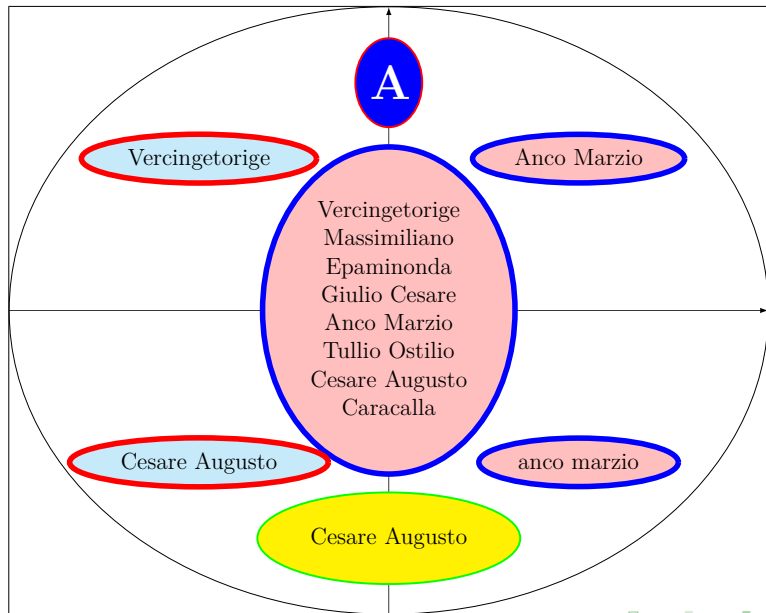 A
Vercingetorige
Anco Marzio
Vercingetorige
Massimiliano
Epaminonda
Giulio Cesare
Anco Marzio
Tullio Ostilio
Cesare Augusto
Caracalla
Cesare Augusto
anco marzio
Cesare Augusto